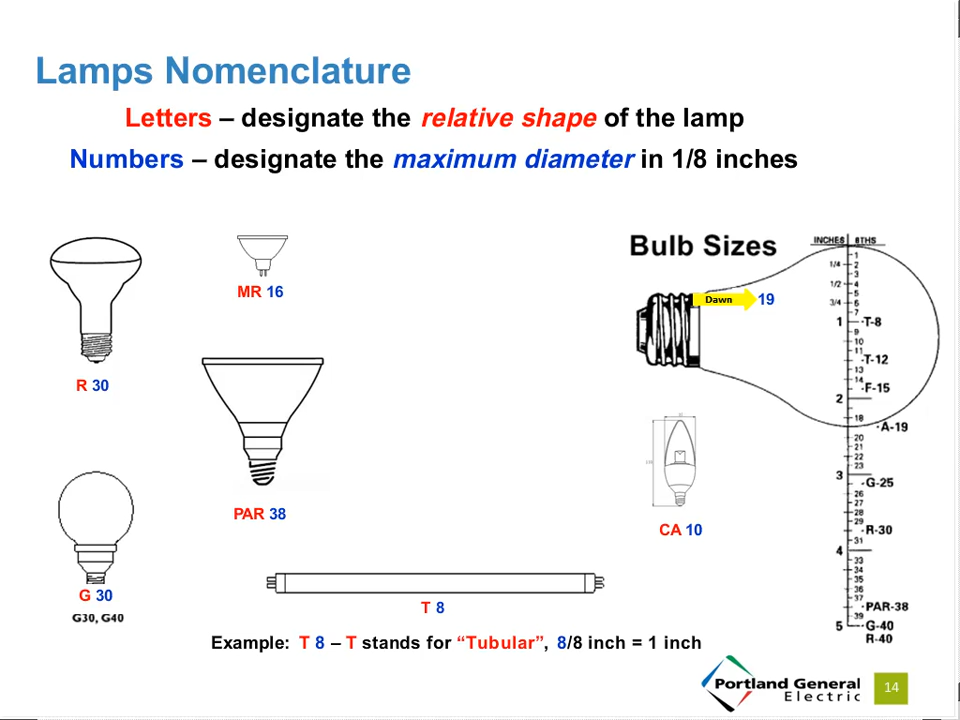 Lamps Nomenclature
Letters – designate the relative shape of the lamp
Numbers – designate the maximum diameter in 1/8 inches
R 30
MR 16
PAR 38
G 30
G30, G40
T 8
Example: T 8 – T stands for “Tubular”, 8/8 inch = 1 inch
Bulb Sizes
Dawn 19
CA 10
INCHES 8THS
1
1/4 2
3
1/2 4
5
3/4 6
7
1 T-8
9
10
11
T-12
13
14
F-15
2
18
A-19
20
21
22
23
3
G-25
26
27
28
29
R-30
31
4
33
34
35
36
37
PAR-38
39
5 G-40
R-40
Portland General
Electric
14